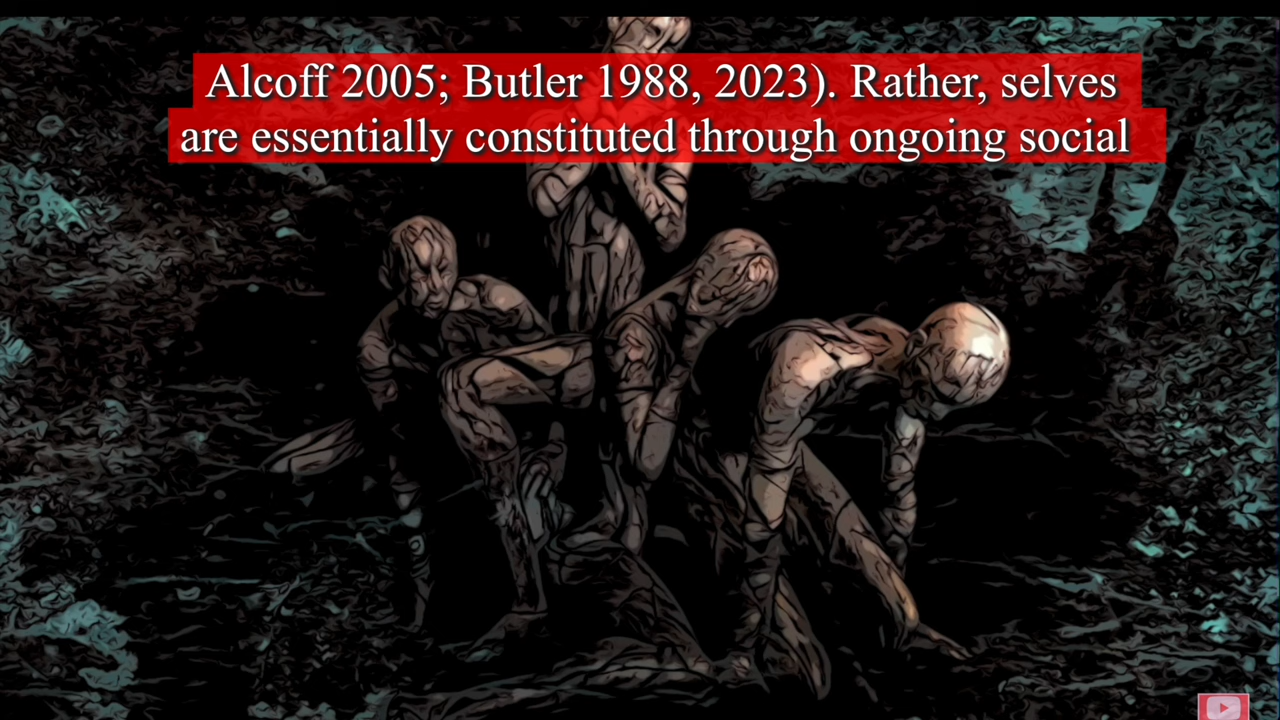 Alcoff 2005; Butler 1988, 2023). Rather, selves
are essentially constituted through ongoing social